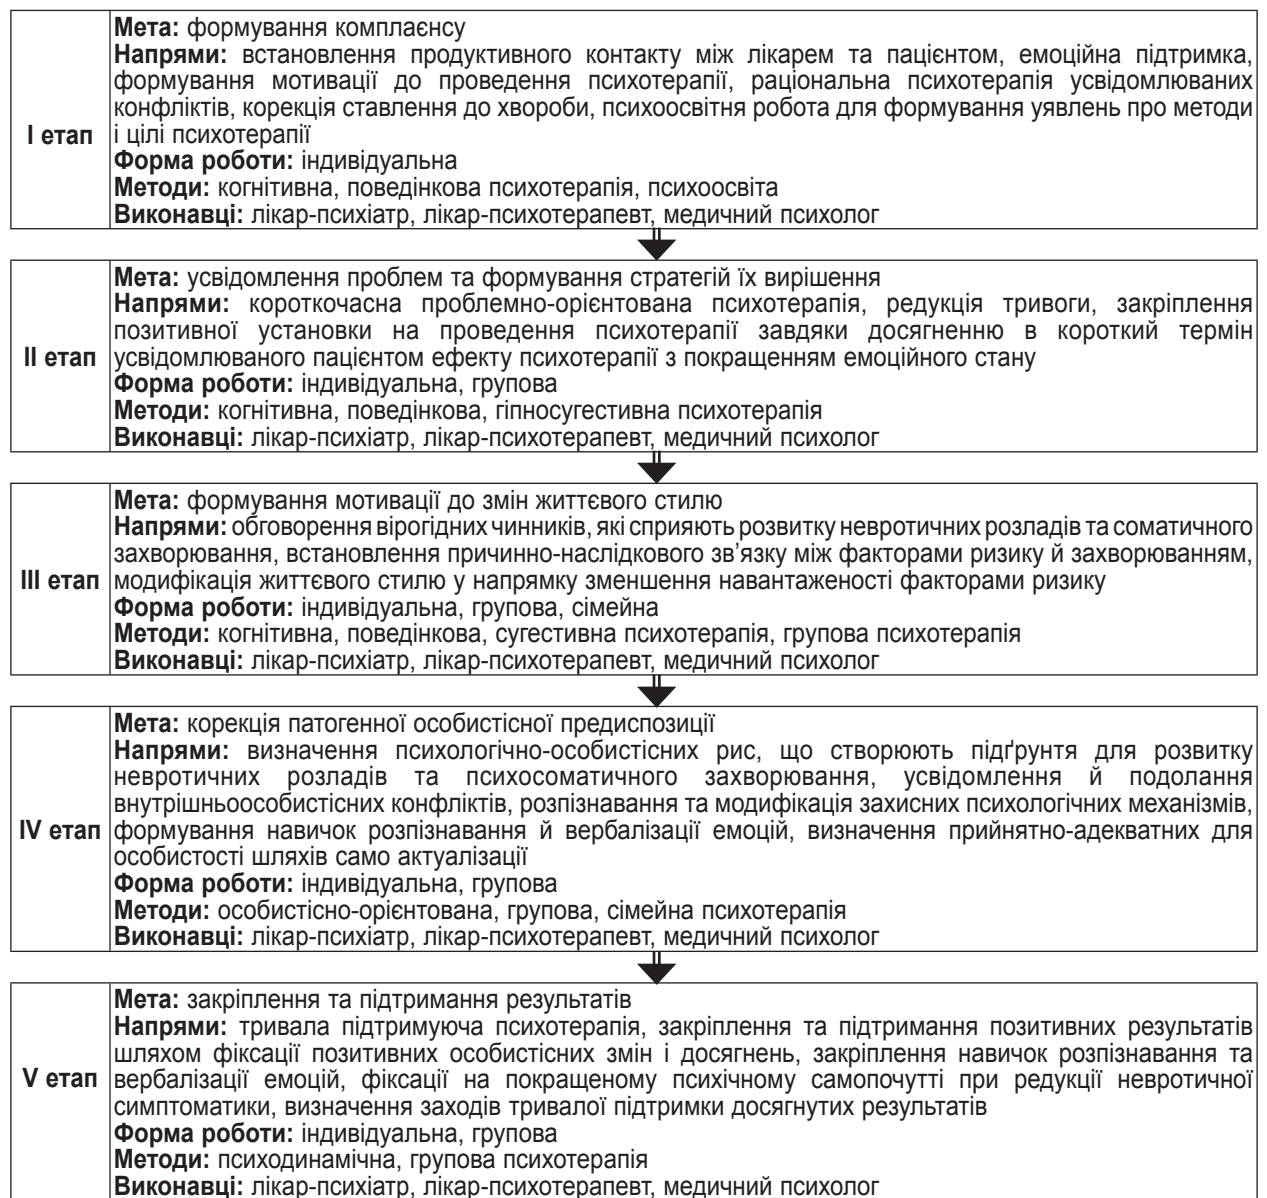 I етап
Мета: формування комплаєнсу
Напрями: встановлення продуктивного контакту між лікарем та пацієнтом, емоційна підтримка,
формування мотивації до проведення психотерапії, раціональна психотерапія усвідомлюваних
конфліктів, корекція ставлення до хвороби, психоосвітня робота для формування уявлень про методи
і цілі психотерапії
Форма роботи: індивідуальна
Методи: когнітивна, поведінкова психотерапія, психоосвіта
Виконавці: лікар-психіатр, лікар-психотерапевт, медичний психолог
II етап
Мета: усвідомлення проблем та формування стратегій їх вирішення
Напрями: короткочасна проблемно-орієнтована психотерапія, редукція тривоги, закріплення
позитивної установки на проведення психотерапії завдяки досягненню в короткий термін
усвідомлюваного пацієнтом ефекту психотерапії з покращенням емоційного стану
Форма роботи: індивідуальна, групова
Методи: когнітивна, поведінкова, гіпносугестивна психотерапія
Виконавці: лікар-психіатр, лікар-психотерапевт, медичний психолог
III етап
Мета: формування мотивації до змін життєвого стилю
Напрями: обговорення вірогідних чинників, які сприяють розвитку невротичних розладів та соматичного
захворювання, встановлення причинно-наслідкового зв’язку між факторами ризику й захворюванням,
модифікація життєвого стилю у напрямку зменшення навантаженості факторами ризику
Форма роботи: індивідуальна, групова, сімейна
Методи: когнітивна, поведінкова, сугестивна психотерапія, групова психотерапія
Виконавці: лікар-психіатр, лікар-психотерапевт, медичний психолог
IV етап
Мета: корекція патогенної особистісної предиспозиції
Напрями: визначення психологічно-особистісних рис, що створюють підґрунтя для розвитку
невротичних розладів та психосоматичного захворювання, усвідомлення й подолання
внутрішньоособистісних конфліктів, розпізнавання та модифікація захисних психологічних механізмів,
формування навичок розпізнавання й вербалізації емоцій, визначення прийнятно-адекватних для
особистості шляхів само актуалізації
Форма роботи: індивідуальна, групова
Методи: особистісно-орієнтована, групова, сімейна психотерапія
Виконавці: лікар-психіатр, лікар-психотерапевт, медичний психолог
V етап
Мета: закріплення та підтримання результатів
Напрями: тривала підтримуюча психотерапія, закріплення та підтримання позитивних результатів
шляхом фіксації позитивних особистісних змін і досягнень, закріплення навичок розпізнавання та
вербалізації емоцій, фіксації на покращеному психічному самопочутті при редукції невротичної
симптоматики, визначення заходів тривалої підтримки досягнутих результатів
Форма роботи: індивідуальна, групова
Методи: психодинамічна, групова психотерапія
Виконавці: лікар-психіатр, лікар-психотерапевт, медичний психолог